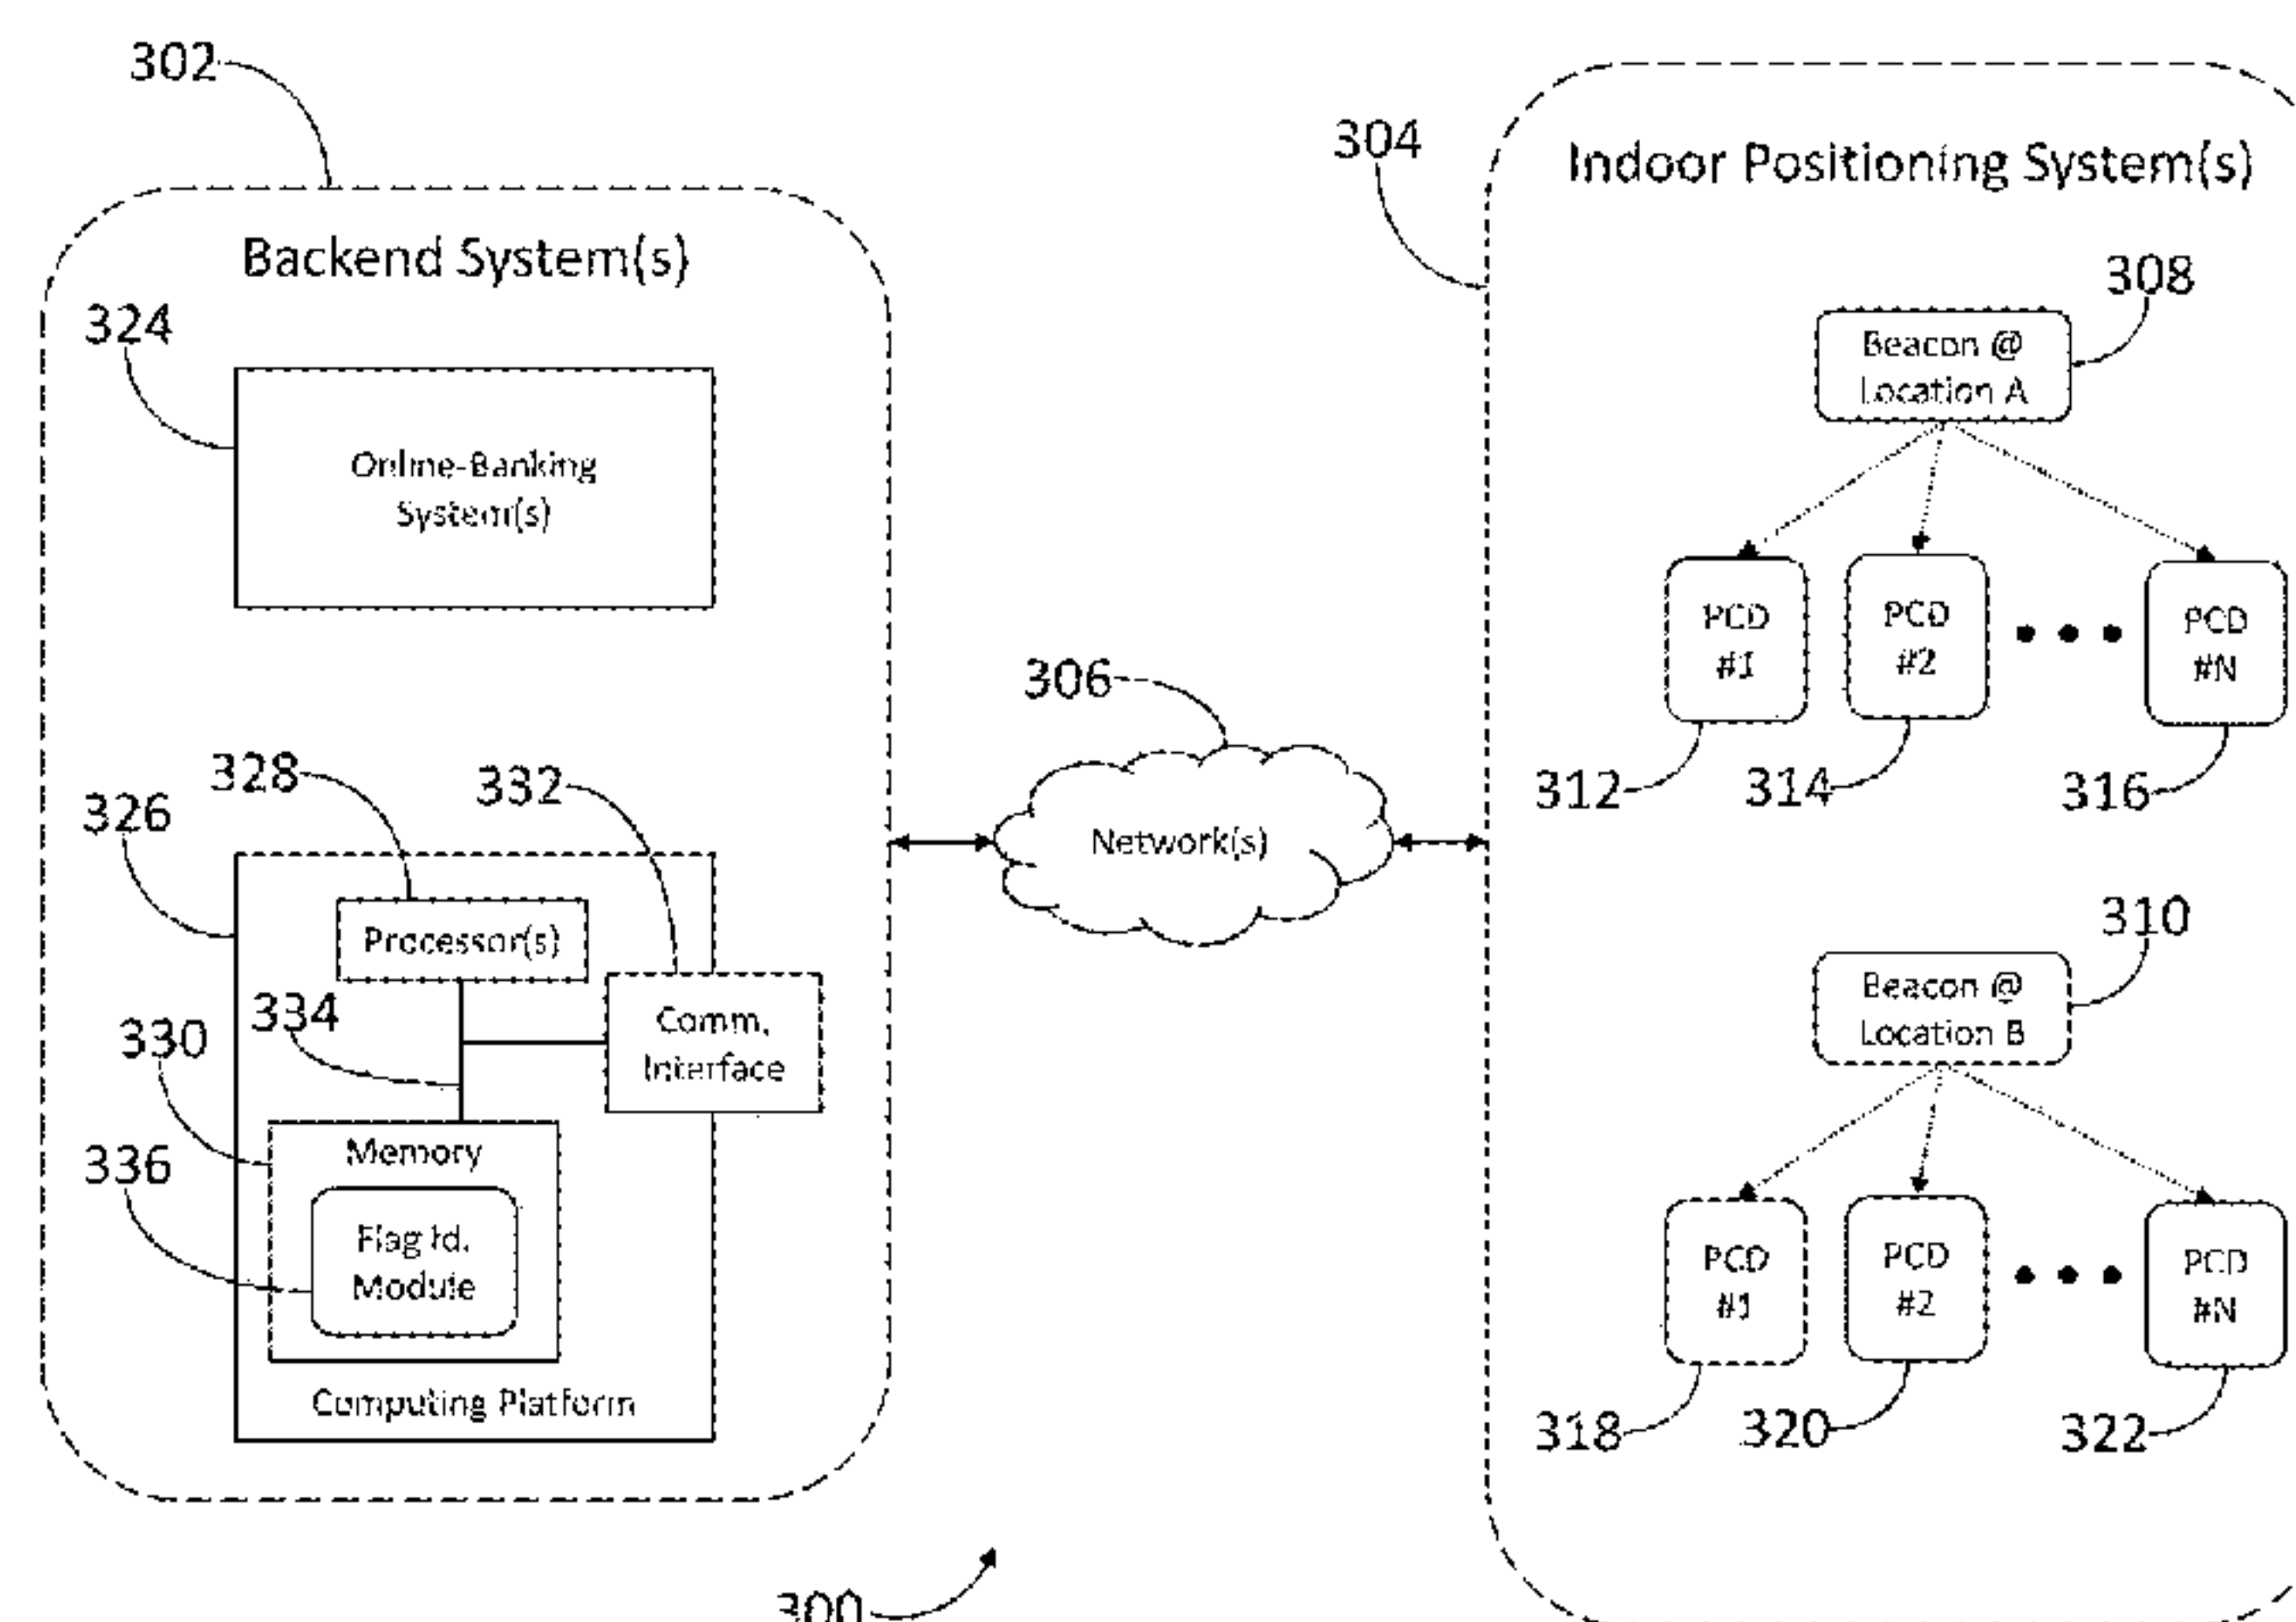 302
Backend System(s)
324
Online-Banking
System(s)
328
332
326
Processor(s)
334
Comm.
Interface
330
Memory
336
Flag Id.
Module
Computing Platform
306
Network(s)
304
Indoor Positioning System(s)
308
Beacon @
Location A
PCD
#1
PCD
#2
PCD
#N
312
314
316
310
Beacon @
Location B
PCD
#1
PCD
#2
PCD
#N
318
320
322
300